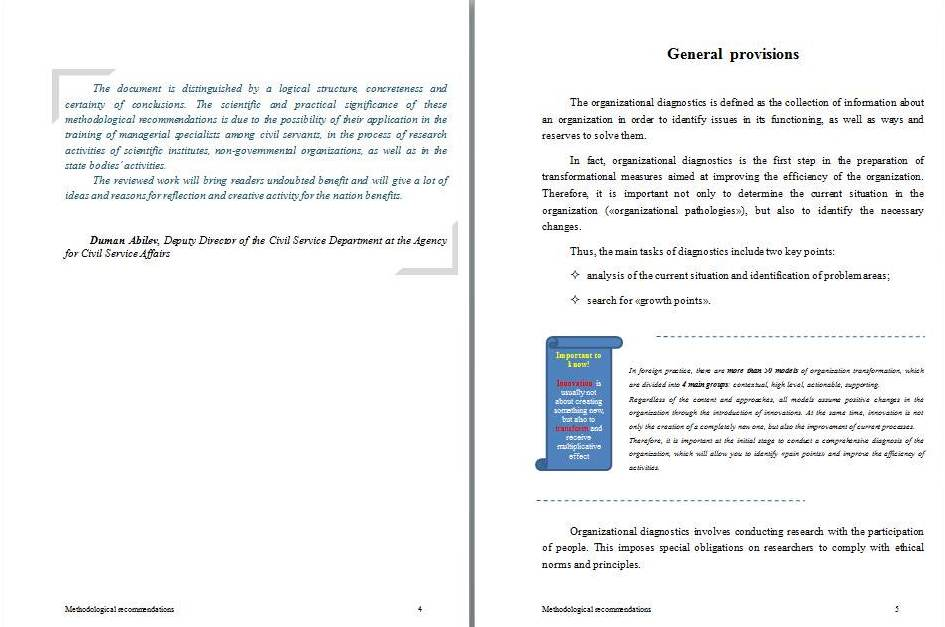 The document is distinguished by a logical structure, concreteness and
certainty of conclusions. The scientific and practical significance of these
methodological recommendations is due to the possibility of their application in the
training of managerial specialists among civil servants, in the process of research
activities of scientific institutes, non-governmental organizations, as well as in the
state bodies' activities.
The reviewed work will bring readers undoubted benefit and will give a lot of
ideas and reasons for reflection and creative activity for the nation benefits.
Duman Abilev, Deputy Director of the Civil Service Department at the Agency
for Civil Service Affairs
Methodological recommendations
4
General provisions
The organizational diagnostics is defined as the collection of information about
an organization in order to identify issues in its functioning, as well as ways and
reserves to solve them.
In fact, organizational diagnostics is the first step in the preparation of
transformational measures aimed at improving the efficiency of the organization.
Therefore, it is important not only to determine the current situation in the
organization («organizational pathologies»), but also to identify the necessary
changes.
Thus, the main tasks of diagnostics include two key points:
✧ analysis of the current situation and identification of problem areas;
✧ search for «growth points».
Important to
know!
Innovation is
usually not
about creating
something new,
but also to
transform and
receive
multiplicative
effect
In foreign practice, there are more than 50 models of organization transformation, which
are divided into 4 main groups: contextual, high level, actionable, supporting.
Regardless of the content and approaches, all models assume positive changes in the
organization through the introduction of innovations. At the same time, innovation is not
only the creation of a completely new one, but also the improvement of current processes.
Therefore, it is important at the initial stage to conduct a comprehensive diagnosis of the
organization, which will allow you to identify «pain points» and improve the efficiency of
activities.
Organizational diagnostics involves conducting research with the participation
of people. This imposes special obligations on researchers to comply with ethical
norms and principles.
Methodological recommendations
5